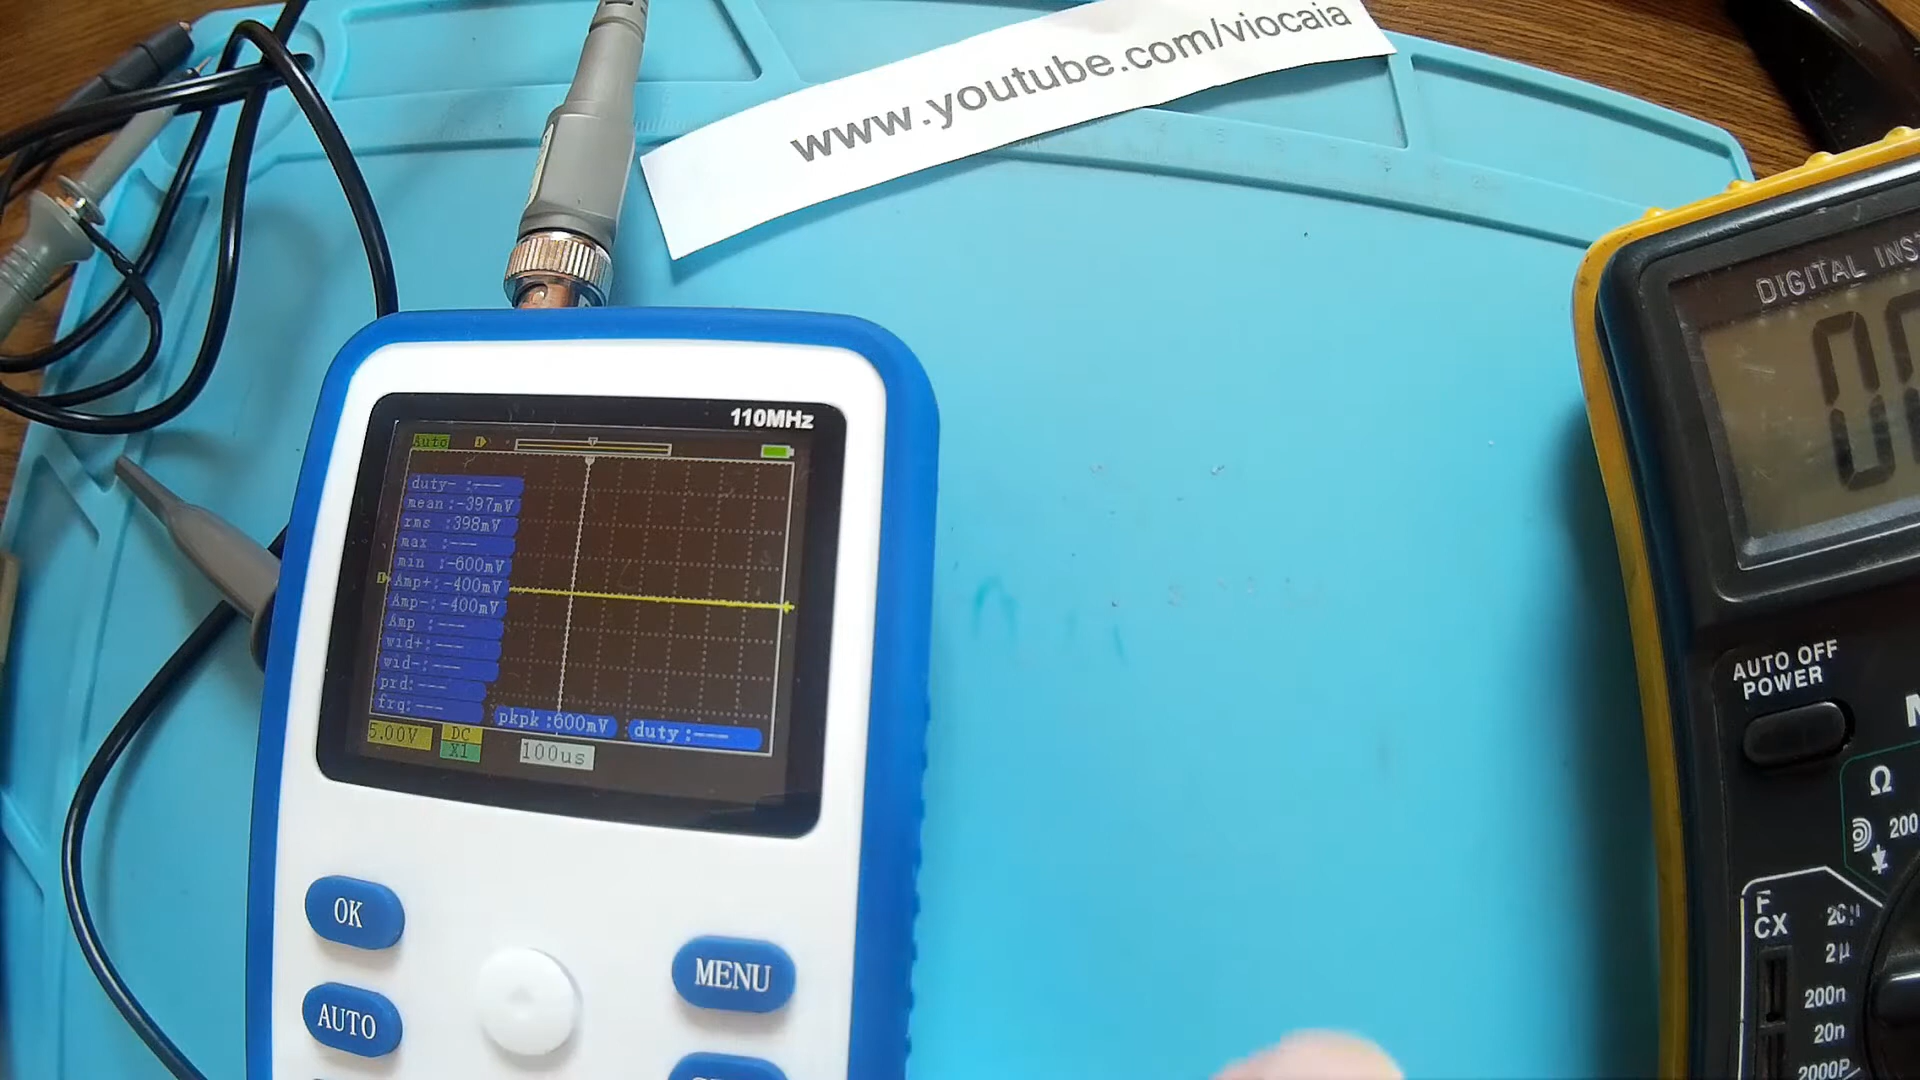 www.youtube.com/viocaia
110MHz
Auto
duty- :---
mean:-397mV
rms :398mV
max :---
min :-600mV
Amp+:-400mV
Amp-:-400mV
Amp :---
wid+:---
wid-:---
prd:---
frq:---
pkpk:600mV
duty:---
5.00V
DC
X1
100us
OK
AUTO
MENU
DIGITAL
AUTO OFF
POWER
Ω
200
F
CX
2μ
200n
20n
2000P